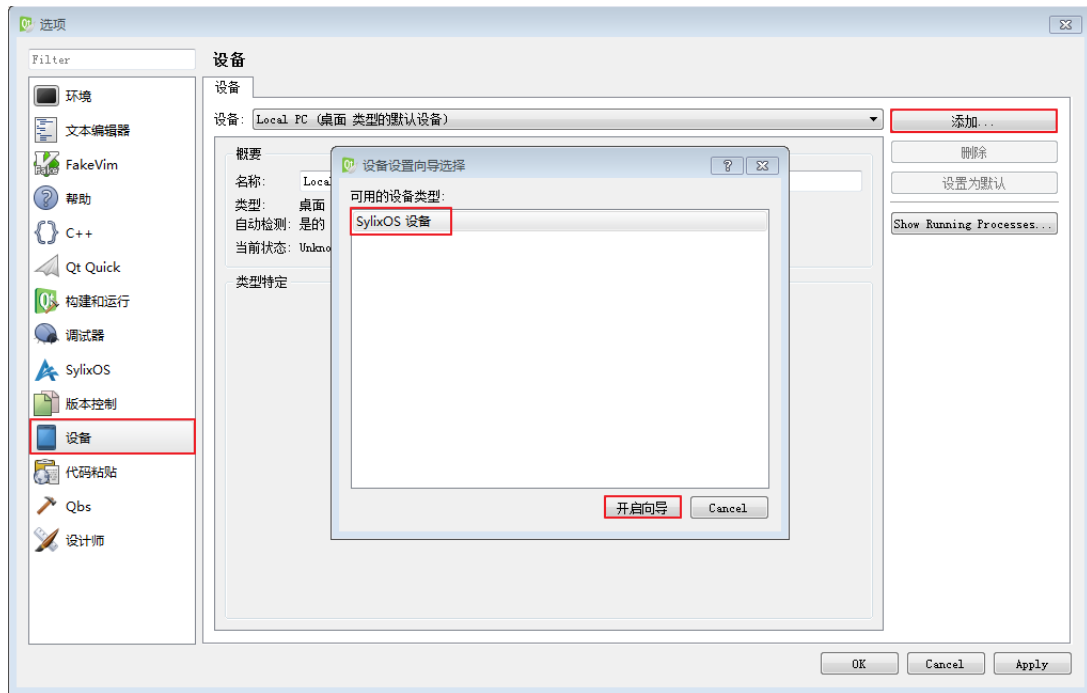 选项
Filter
环境
文本编辑器
FakeVim
帮助
C++
Qt Quick
构建和运行
调试器
SylixOS
版本控制
设备
代码粘贴
Qbs
设计师
设备
设备
设备: Local PC (桌面 类型的默认设备)
概要
名称: Local
类型: 桌面
自动检测: 是的
当前状态: Unkno
类型特定
添加...
删除
设置为默认
Show Running Processes...
设备设置向导选择
可用的设备类型:
SylixOS 设备
开启向导 Cancel
OK Cancel Apply